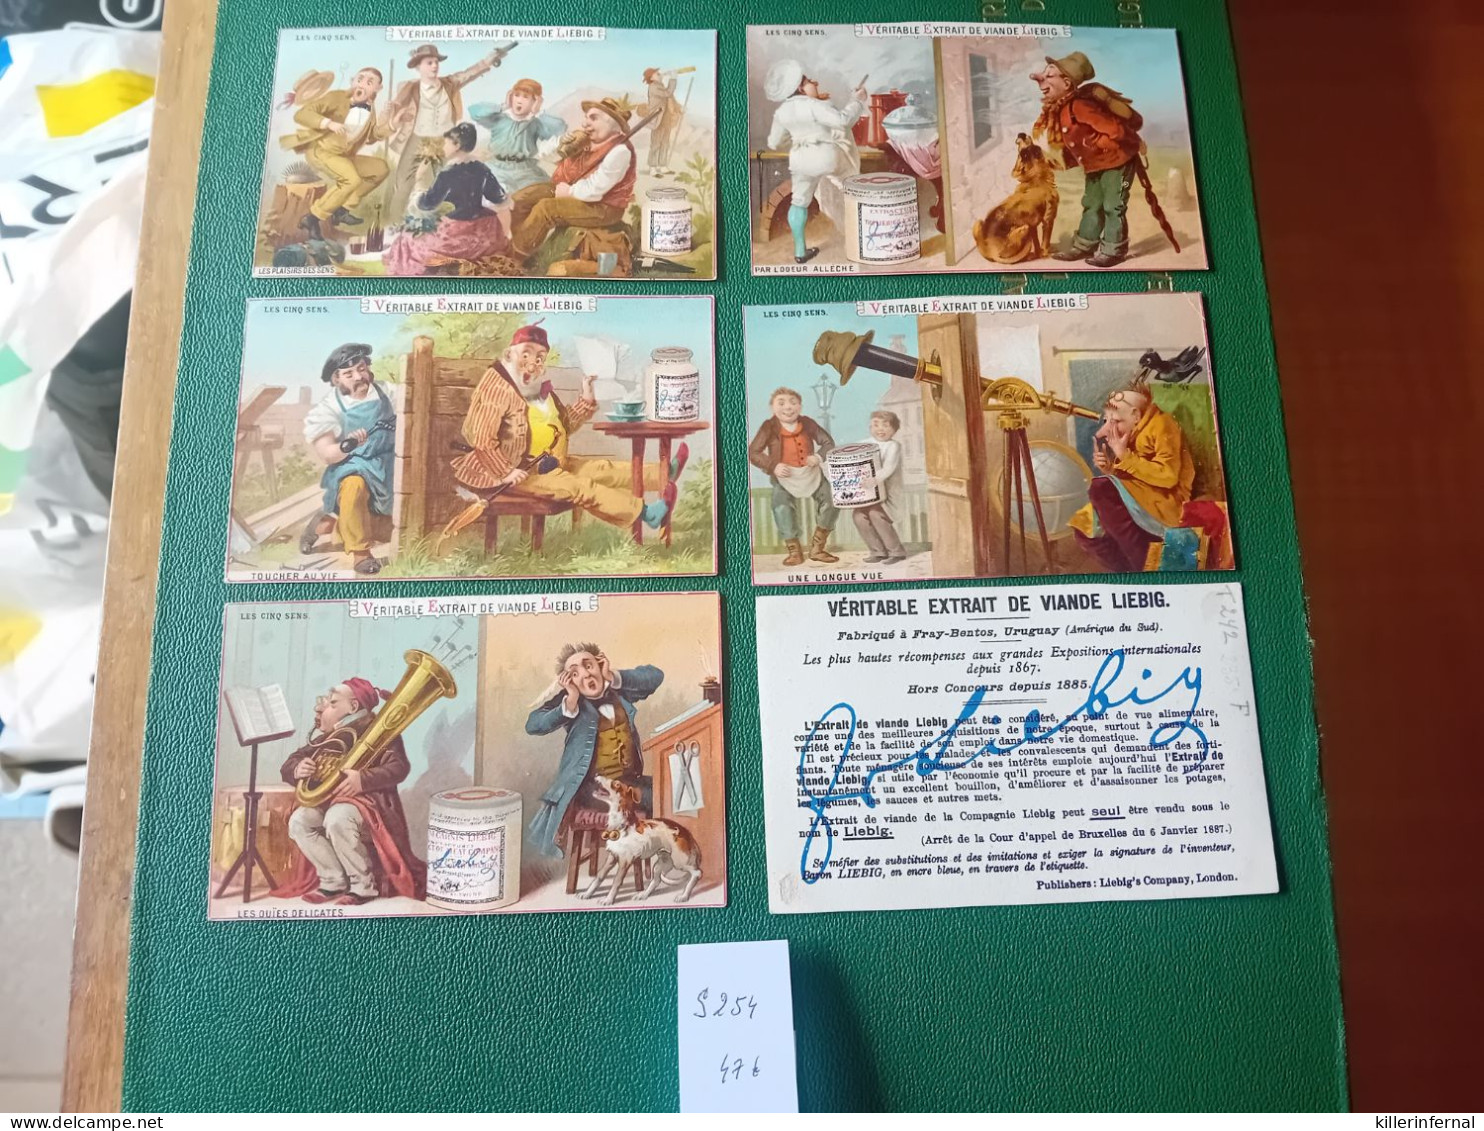 LES CINQ SENS.
VÉRITABLE EXTRAIT DE VIANDE LIEBIG
LES PLAISIRS DES SENS
LES CINQ SENS.
VÉRITABLE EXTRAIT DE VIANDE LIEBIG
PAR L'ODEUR ALLÉCHÉ
LES CINQ SENS.
VÉRITABLE EXTRAIT DE VIANDE LIEBIG
TOUCHER AU VIF
LES CINQ SENS.
VÉRITABLE EXTRAIT DE VIANDE LIEBIG
UNE LONGUE VUE
LES CINQ SENS.
VÉRITABLE EXTRAIT DE VIANDE LIEBIG
LES OUÏES DELICATES
VÉRITABLE EXTRAIT DE VIANDE LIEBIG.
Fabriqué à Fray-Bentos, Uruguay (Amérique du Sud).
Les plus hautes récompenses aux grandes Expositions internationales
depuis 1867.
Hors Concours depuis 1885.
L'Extrait de viande Liebig peut être considéré, au point de vue alimentaire,
comme une des meilleures acquisitions de notre époque, surtout à cause de la
variété et de la facilité de son emploi dans notre vie domestique.
Il est précieux pour les malades et les convalescents qui demandent des forti-
fiants. Toute ménagère soucieuse de ses intérêts emploie aujourd'hui l'Extrait de
viande Liebig, si utile par l'économie qu'il procure et par la facilité de préparer
instantanément un excellent bouillon, d'améliorer et d'assaisonner les potages,
les légumes, les sauces et autres mets.
L'Extrait de viande de la Compagnie Liebig peut seul être vendu sous le
nom de Liebig. (Arrêt de la Cour d'appel de Bruxelles du 6 Janvier 1887.)
Se méfier des substitutions et des imitations et exiger la signature de l'inventeur,
Baron LIEBIG, en encre bleue, en travers de l'étiquette.
Publishers: Liebig's Company, London.
S 254
47 €
killerinfernal